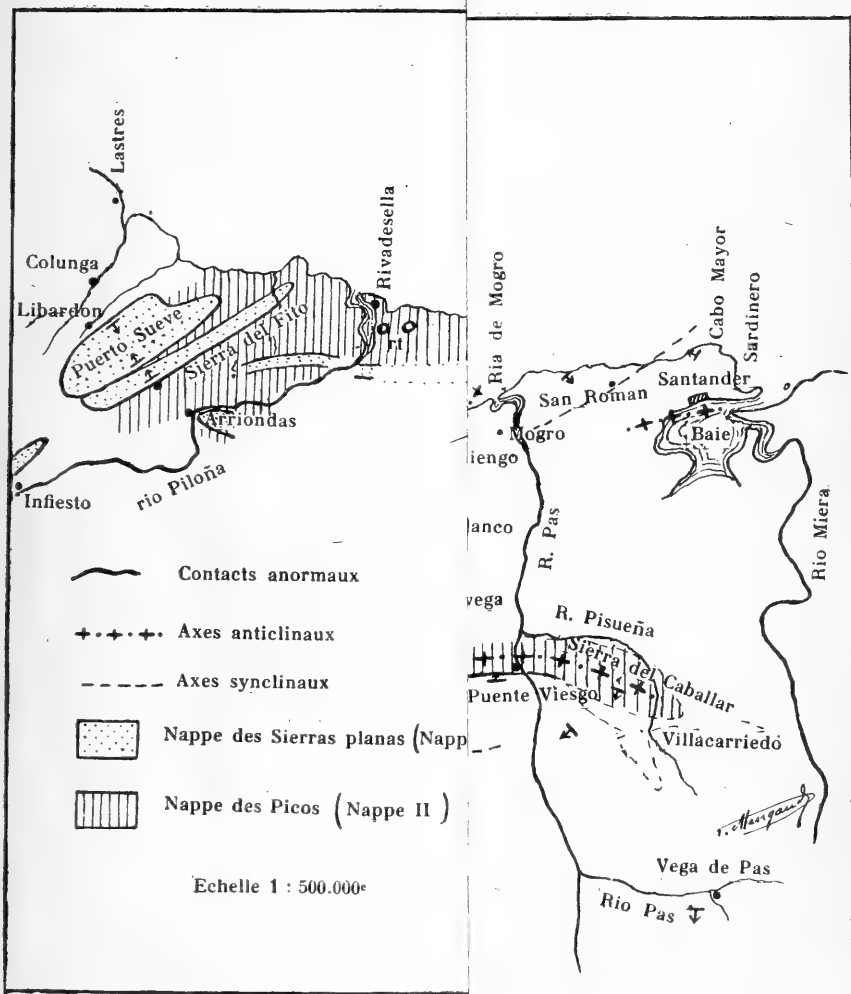 Lastres
Colunga
Libardon
Puerto Sueve
Sierra del Fito
Rivadesella
rt
Arriondas
rio Piloña
Infiesto
Contacts anormaux
Axes anticlinaux
Axes synclinaux
Nappe des Sierras planas (Napp
Nappe des Picos (Nappe II)
Echelle 1 : 500.000e
Ria de Mogro
Cabo Mayor
Sardinero
San Roman
Santander
Mogro
Baie
iengo
lanco
R. Pas
Rio Miera
vega
R. Pisueña
Sierra del Caballar
Puente Viesgo
Villacarriedo
Vega de Pas
Rio Pas